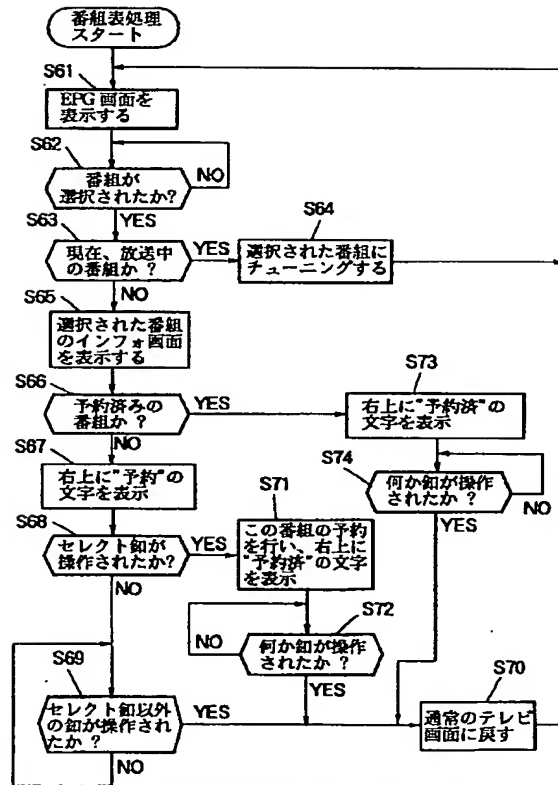 番組表処理
スタート
S61
EPG 画面を
表示する
S62
番組が
選択されたか?
NO
YES
S63
現在、放送中
の番組か ?
YES
NO
S64
選択された番組に
チューニングする
S65
選択された番組
のインフォ画面
を表示する
S66
予約済みの
番組か ?
YES
NO
S73
右上に"予約済"の
文字を表示
S67
右上に"予約"の
文字を表示
S74
何か釦が操作
されたか ?
NO
YES
S68
セレクト釦が
操作されたか?
YES
NO
S71
この番組の予約
を行い、右上に
"予約済"の文字
を表示
S72
何か釦が操作
されたか ?
NO
YES
S69
セレクト釦以外
の釦が操作され
たか ?
YES
NO
S70
通常のテレビ
画面に戻す